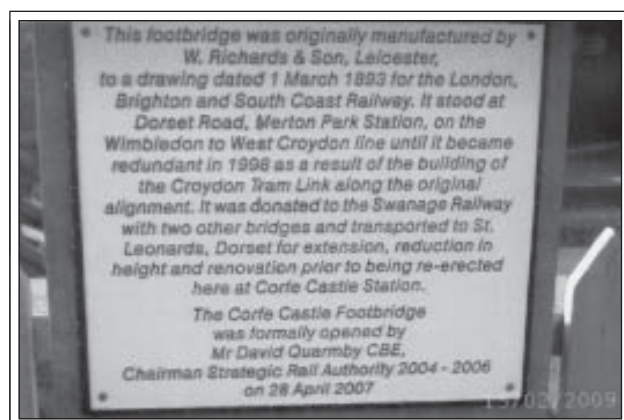 This footbridge was originally manufactured by
W. Richards & Son, Leicester,
to a drawing dated 1 March 1893 for the London,
Brighton and South Coast Railway. It stood at
Dorset Road, Merton Park Station, on the
Wimbledon to West Croydon line until it became
redundant in 1998 as a result of the building of
the Croydon Tram Link along the original
alignment. It was donated to the Swanage Railway
with two other bridges and transported to St.
Leonards, Dorset for extension, reduction in
height and renovation prior to being re-erected
here at Corfe Castle Station.
The Corfe Castle Footbridge
was formally opened by
Mr David Quarmby CBE,
Chairman Strategic Rail Authority 2004 - 2006
on 28 April 2007
13/02/2009